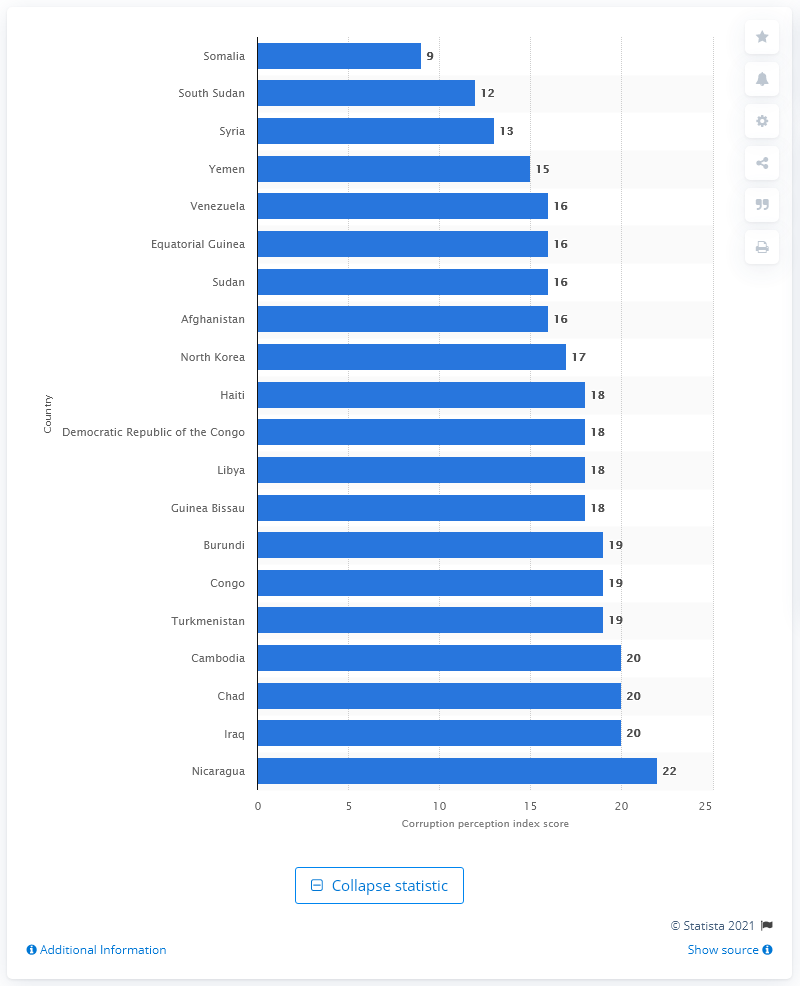 Somalia 9
South Sudan 12
Syria 13
Yemen 15
Venezuela 16
Equatorial Guinea 16
Sudan 16
Afghanistan 16
North Korea 17
Haiti 18
Democratic Republic of the Congo 18
Libya 18
Guinea Bissau 18
Burundi 19
Congo 19
Turkmenistan 19
Cambodia 20
Chad 20
Iraq 20
Nicaragua 22
Country
0 5 10 15 20 25
Corruption perception index score
Collapse statistic
© Statista 2021
Additional Information
Show source